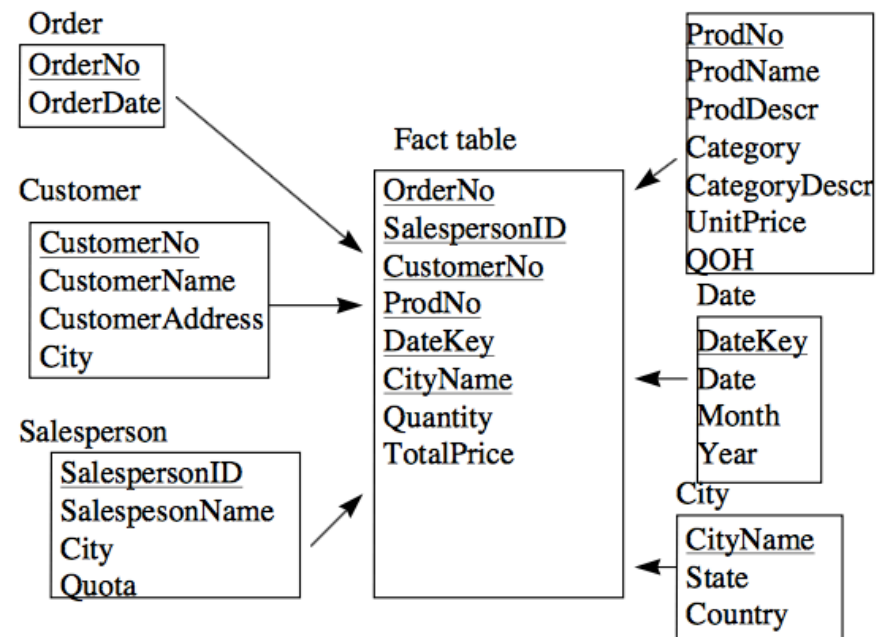 Order
OrderNo
OrderDate
Customer
CustomerNo
CustomerName
CustomerAddress
City
Salesperson
SalespersonID
SalespesonName
City
Quota
Fact table
OrderNo
SalespersonID
CustomerNo
ProdNo
DateKey
CityName
Quantity
TotalPrice
ProdNo
ProdName
ProdDescr
Category
CategoryDescr
UnitPrice
QOH
Date
DateKey
Date
Month
Year
City
CityName
State
Country